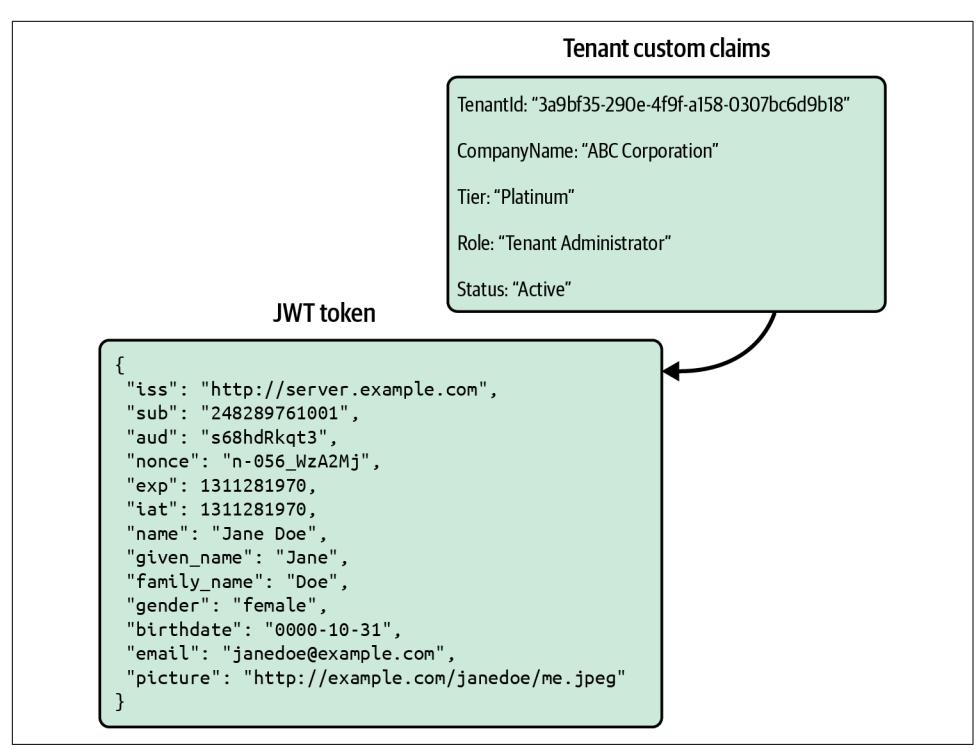 Tenant custom claims
TenantId: “3a9bf35-290e-4f9f-a158-0307bc6d9b18”
CompanyName: “ABC Corporation”
Tier: “Platinum”
Role: “Tenant Administrator”
Status: “Active”
JWT token
{
"iss": "http://server.example.com",
"sub": "248289761001",
"aud": "s68hdRkqt3",
"nonce": "n-056_WzA2Mj",
"exp": 1311281970,
"iat": 1311281970,
"name": "Jane Doe",
"given_name": "Jane",
"family_name": "Doe",
"gender": "female",
"birthdate": "0000-10-31",
"email": "janedoe@example.com",
"picture": "http://example.com/janedoe/me.jpeg"
}